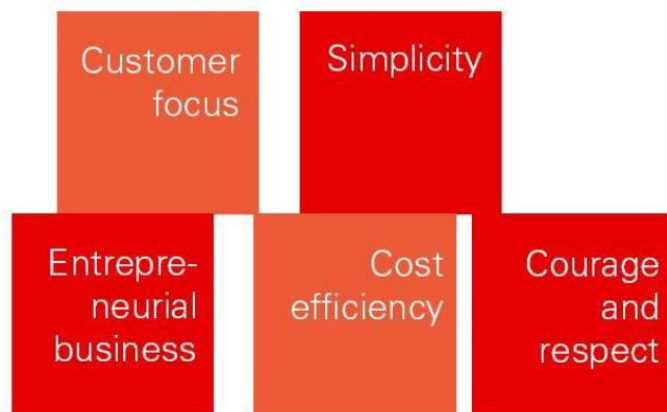 Customer
focus
Simplicity
Entrepre-
neurial
business
Cost
efficiency
Courage
and
respect